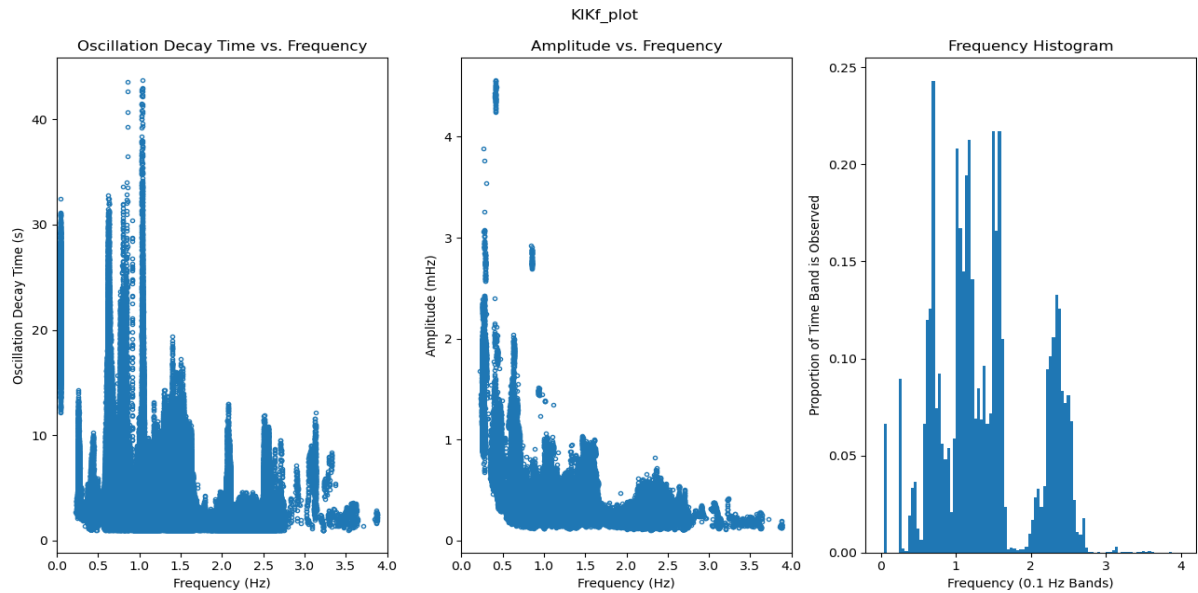 KIKf_plot
Oscillation Decay Time vs. Frequency
Oscillation Decay Time (s)
40
30
20
10
0
0.0 0.5 1.0 1.5 2.0 2.5 3.0 3.5 4.0
Frequency (Hz)
Amplitude vs. Frequency
Amplitude (mHz)
4
3
2
1
0
0.0 0.5 1.0 1.5 2.0 2.5 3.0 3.5 4.0
Frequency (Hz)
Frequency Histogram
Proportion of Time Band is Observed
0.25
0.20
0.15
0.10
0.05
0.00
0 1 2 3 4
Frequency (0.1 Hz Bands)